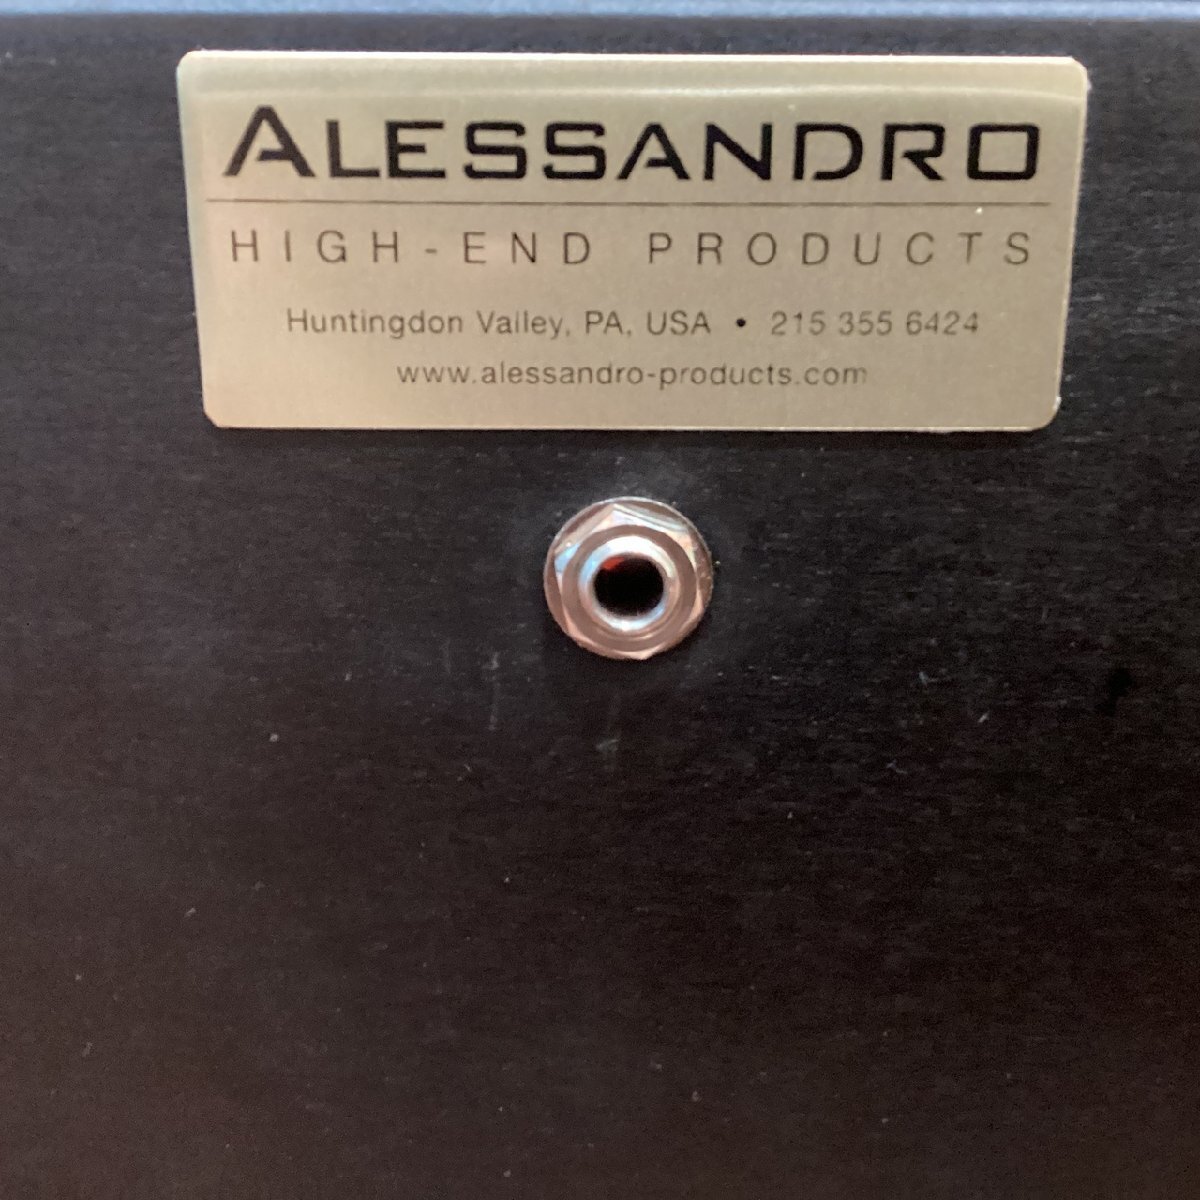 ALESSANDRO
HIGH-END PRODUCTS
Huntingdon Valley, PA, USA • 215 355 6424
www.alessandro-products.com